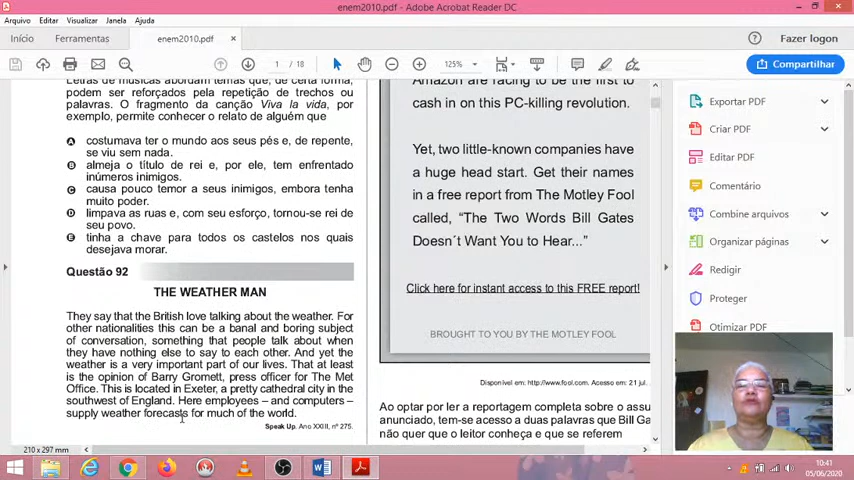 enem2010.pdf - Adobe Acrobat Reader DC
Arquivo Editar Visualizar Janela Ajuda
Início Ferramentas enem2010.pdf × Fazer logon
1 / 18 125% Compartilhar
Letras de músicas abordam temas que, de certa forma,
podem ser reforçados pela repetição de trechos ou
palavras. O fragmento da canção Viva la vida, por
exemplo, permite conhecer o relato de alguém que
A costumava ter o mundo aos seus pés e, de repente,
se viu sem nada.
B almeja o título de rei e, por ele, tem enfrentado
inúmeros inimigos.
C causa pouco temor a seus inimigos, embora tenha
muito poder.
D limpava as ruas e, com seu esforço, tornou-se rei de
seu povo.
E tinha a chave para todos os castelos nos quais
desejava morar.
Questão 92
THE WEATHER MAN
They say that the British love talking about the weather. For
other nationalities this can be a banal and boring subject
of conversation, something that people talk about when
they have nothing else to say to each other. And yet the
weather is a very important part of our lives. That at least
is the opinion of Barry Gromett, press officer for The Met
Office. This is located in Exeter, a pretty cathedral city in the
southwest of England. Here employees – and computers –
supply weather forecasts for much of the world.
Speak Up. Ano XXIII, nº 275.
210 x 297 mm
Amazon are racing to be the first to
cash in on this PC-killing revolution.
Yet, two little-known companies have
a huge head start. Get their names
in a free report from The Motley Fool
called, “The Two Words Bill Gates
Doesn´t Want You to Hear...”
Click here for instant access to this FREE report!
BROUGHT TO YOU BY THE MOTLEY FOOL
Disponível em: http://www.fool.com. Acesso em: 21 jul.
Ao optar por ler a reportagem completa sobre o assu
anunciado, tem-se acesso a duas palavras que Bill Ga
não quer que o leitor conheça e que se referem
Exportar PDF
Criar PDF
Editar PDF
Comentário
Combine arquivos
Organizar páginas
Redigir
Proteger
Otimizar PDF
10:41
05/06/2020